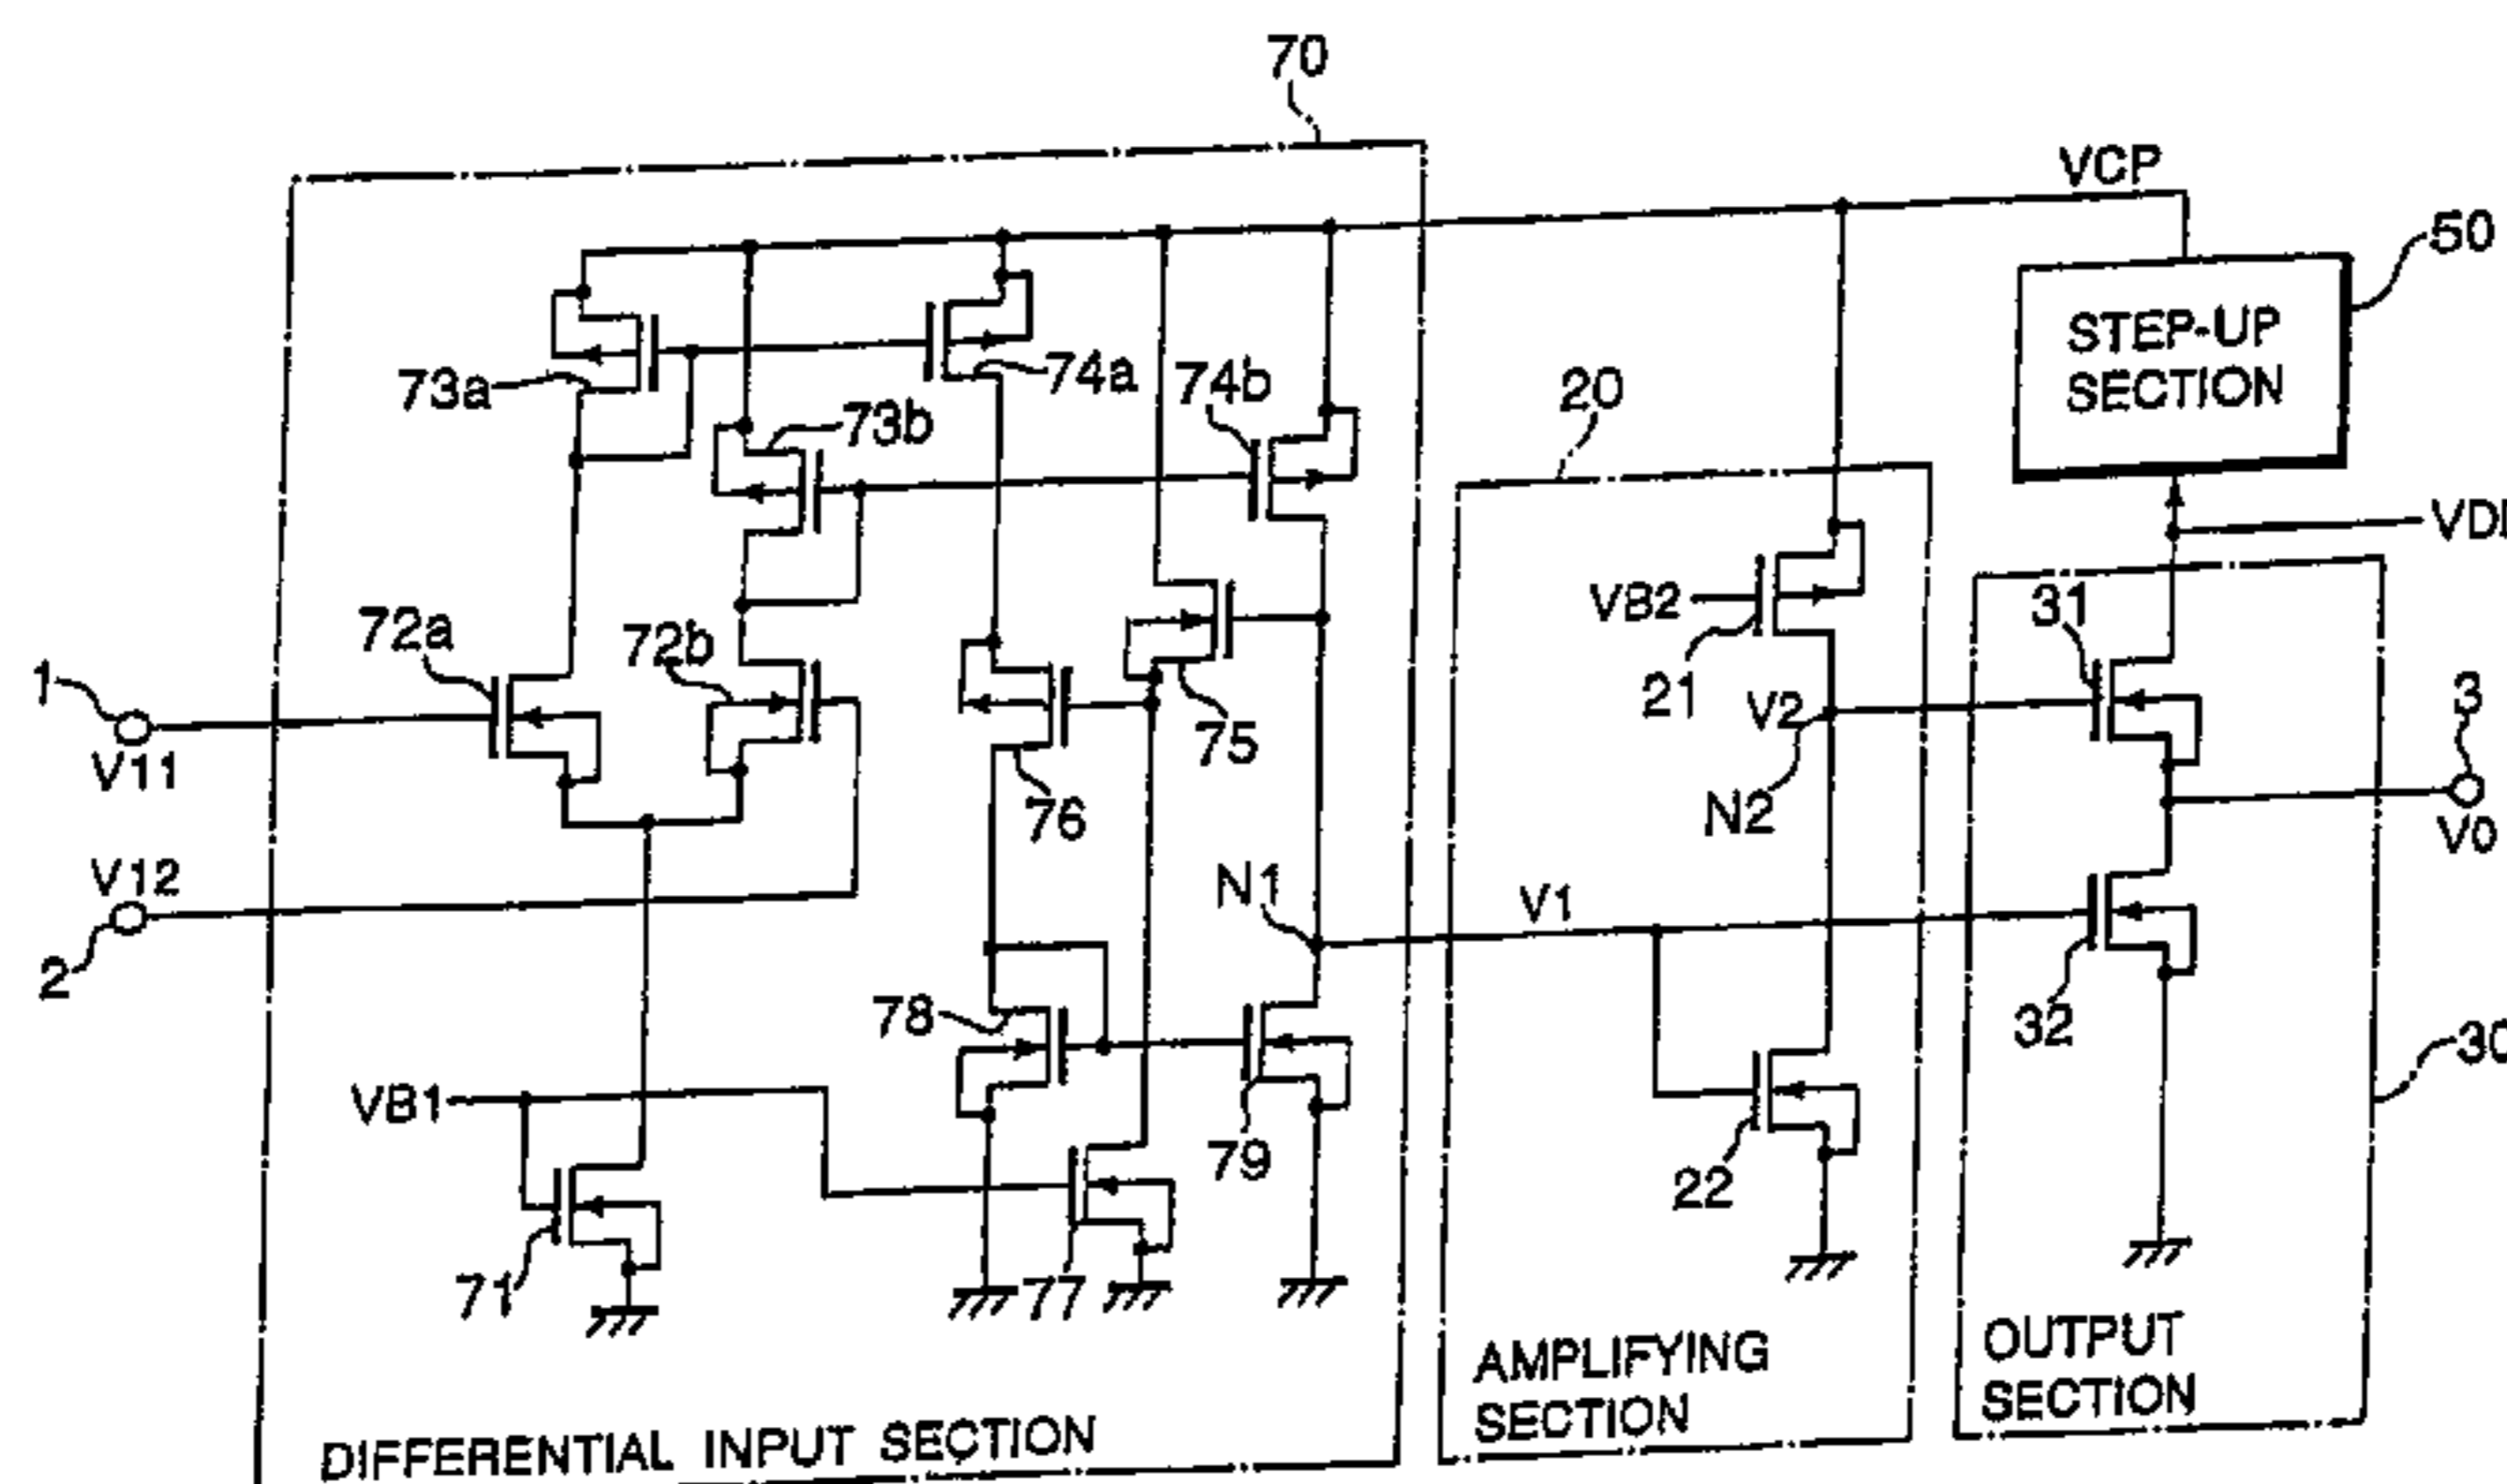 70
VCP
50
STEP-UP
SECTION
73a
74a
74b
20
73b
VB2
31
72a
72b
1
21
V2
3
V11
75
76
N2
V0
V12
N1
V1
2
78
32
VB1
79
22
71
77
OUTPUT
SECTION
AMPLIFYING
SECTION
DIFFERENTIAL INPUT SECTION